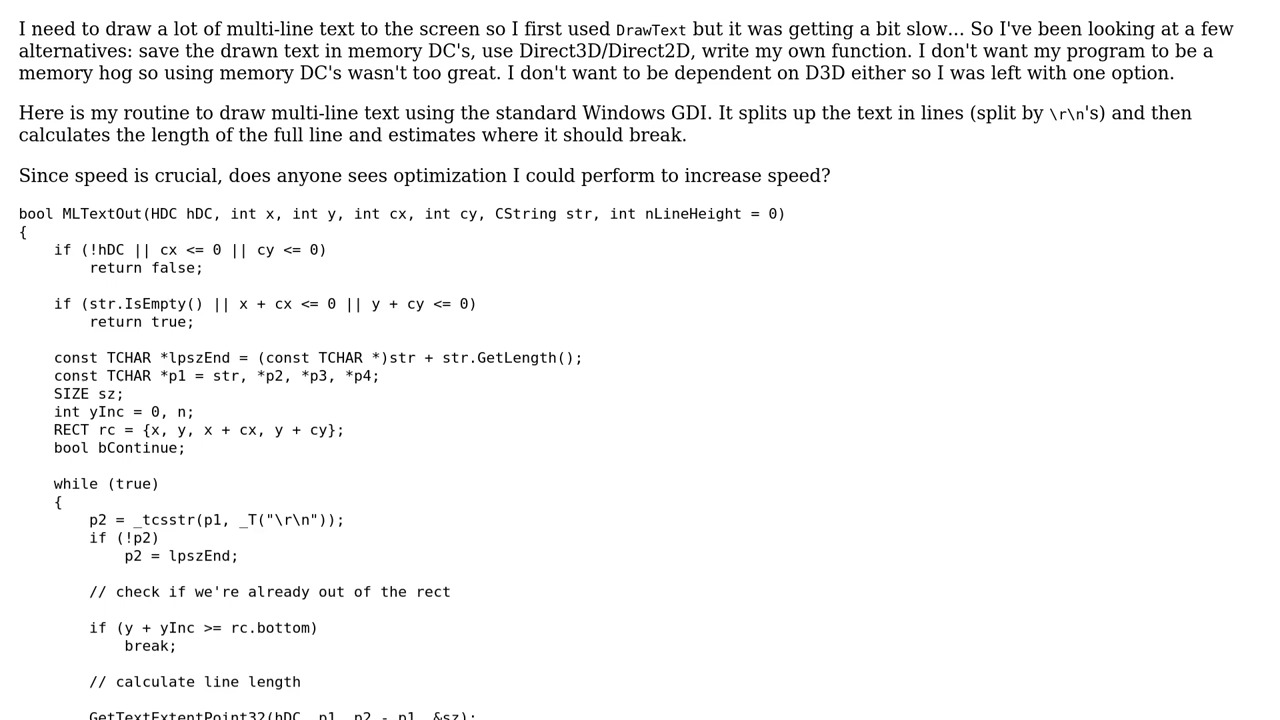 I need to draw a lot of multi-line text to the screen so I first used DrawText but it was getting a bit slow... So I've been looking at a few
alternatives: save the drawn text in memory DC's, use Direct3D/Direct2D, write my own function. I don't want my program to be a
memory hog so using memory DC's wasn't too great. I don't want to be dependent on D3D either so I was left with one option.
Here is my routine to draw multi-line text using the standard Windows GDI. It splits up the text in lines (split by \r\n's) and then
calculates the length of the full line and estimates where it should break.
Since speed is crucial, does anyone sees optimization I could perform to increase speed?
bool MLTextOut(HDC hDC, int x, int y, int cx, int cy, CString str, int nLineHeight = 0)
{
    if (!hDC || cx <= 0 || cy <= 0)
        return false;
    if (str.IsEmpty() || x + cx <= 0 || y + cy <= 0)
        return true;
    const TCHAR *lpszEnd = (const TCHAR *)str + str.GetLength();
    const TCHAR *p1 = str, *p2, *p3, *p4;
    SIZE sz;
    int yInc = 0, n;
    RECT rc = {x, y, x + cx, y + cy};
    bool bContinue;
    while (true)
    {
        p2 = _tcsstr(p1, _T("\r\n"));
        if (!p2)
            p2 = lpszEnd;
        // check if we're already out of the rect
        if (y + yInc >= rc.bottom)
            break;
        // calculate line length
        GetTextExtentPoint32(hDC, p1, p2 - p1, &sz);